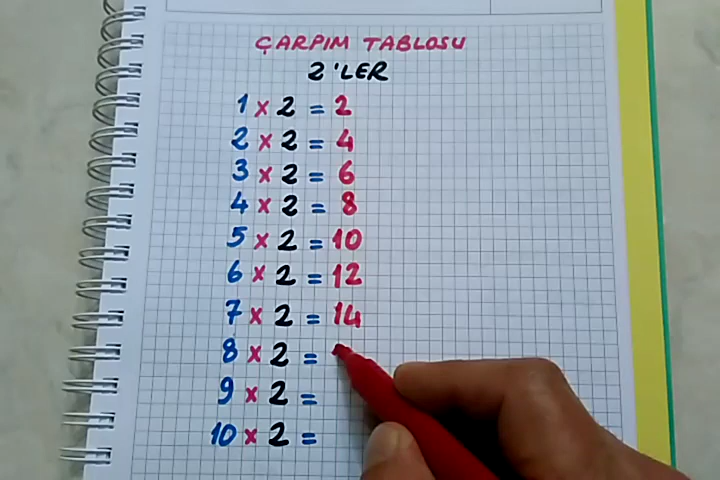 ÇARPIM TABLOSU
2'LER
1 x 2 = 2
2 x 2 = 4
3 x 2 = 6
4 x 2 = 8
5 x 2 = 10
6 x 2 = 12
7 x 2 = 14
8 x 2 =
9 x 2 =
10 x 2 =